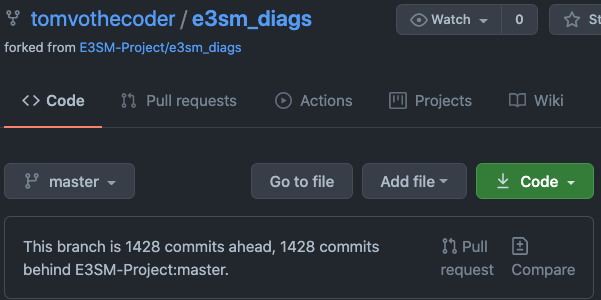 tomvothecoder / e3sm_diags
Watch 0 St
forked from E3SM-Project/e3sm_diags
Code Pull requests Actions Projects Wiki
master Go to file Add file Code
This branch is 1428 commits ahead, 1428 commits
behind E3SM-Project:master.
Pull
request
Compare